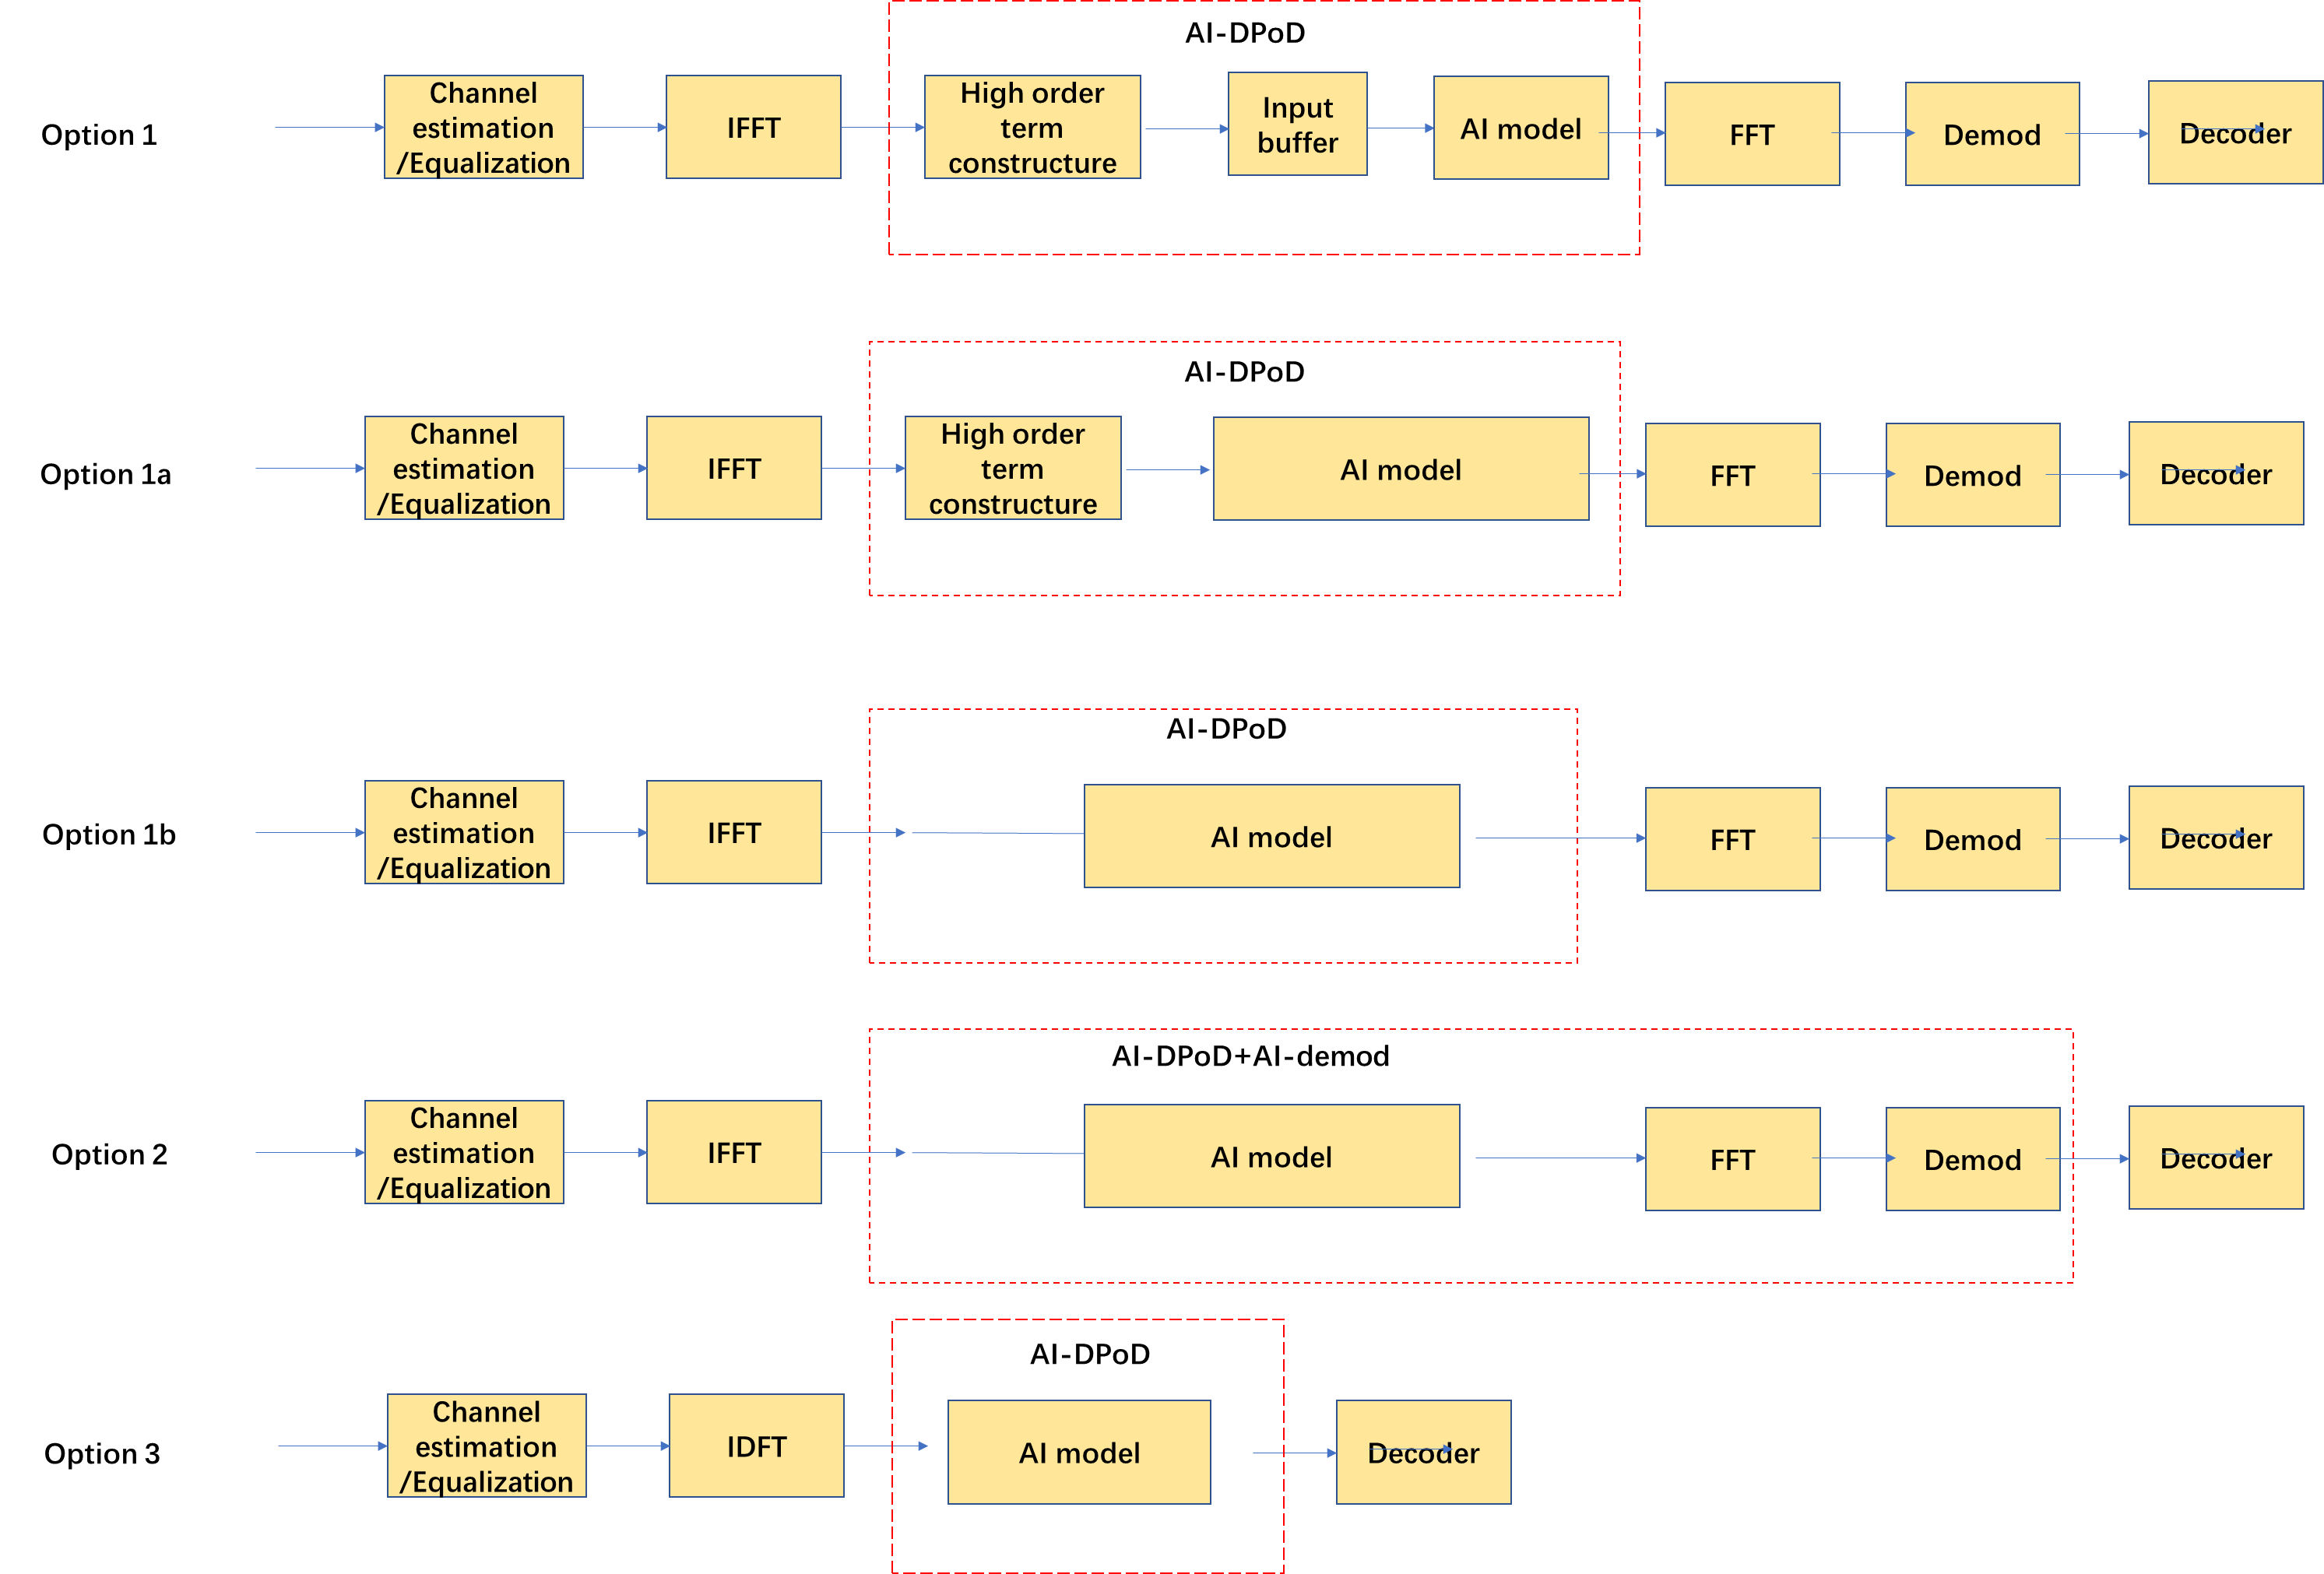 AI-DPoD
Option 1
Channel
estimation
/Equalization
IFFT
High order
term
constructure
Input
buffer
AI model
FFT
Demod
Decoder
AI-DPoD
Option 1a
Channel
estimation
/Equalization
IFFT
High order
term
constructure
AI model
FFT
Demod
Decoder
AI-DPoD
Option 1b
Channel
estimation
/Equalization
IFFT
AI model
FFT
Demod
Decoder
AI-DPoD+AI-demod
Option 2
Channel
estimation
/Equalization
IFFT
AI model
FFT
Demod
Decoder
AI-DPoD
Option 3
Channel
estimation
/Equalization
IDFT
AI model
Decoder